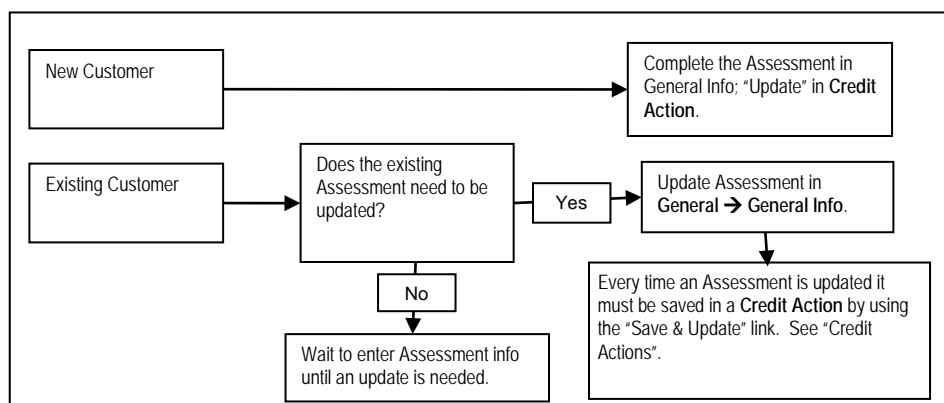 New Customer
Complete the Assessment in
General Info; “Update” in Credit
Action.
Existing Customer
Does the existing
Assessment need to be
updated?
Yes
Update Assessment in
General → General Info.
No
Wait to enter Assessment info
until an update is needed.
Every time an Assessment is updated it
must be saved in a Credit Action by using
the “Save & Update” link. See “Credit
Actions”.